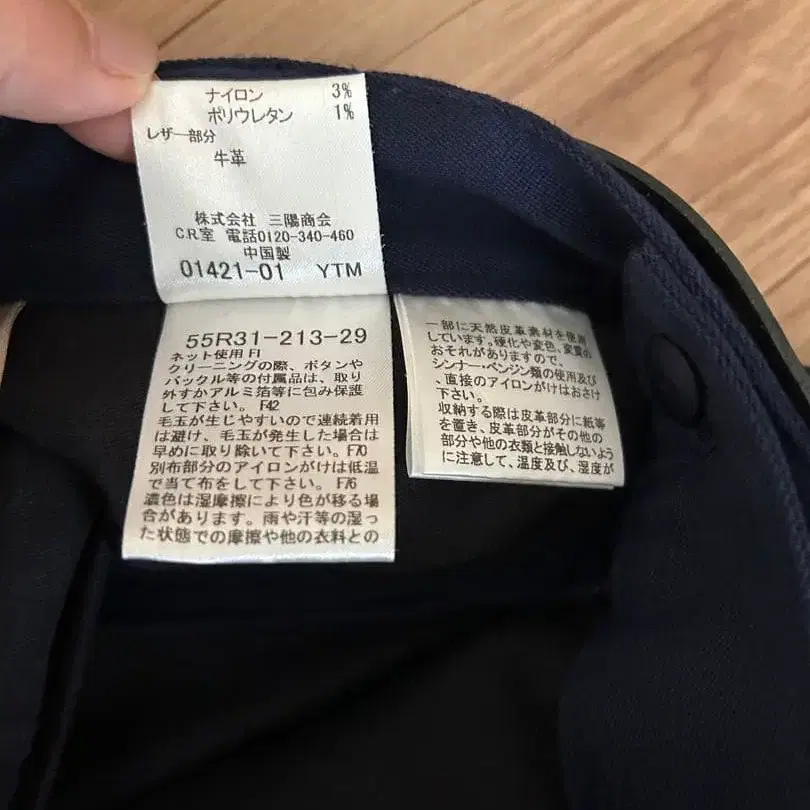 ナイロン 3%
ポリウレタン 1%
レザー部分
牛革
株式会社 三陽商会
C.R室 電話0120-340-460
中国製
01421-01 YTM
55R31-213-29
ネット使用 F1
クリーニングの際、ボタンや
バックル等の付属品は、取り
外すかアルミ箔等に包み保護
して下さい。 F42
毛玉が生じやすいので連続着用
は避け、毛玉が発生した場合は
早めに取り除いて下さい。F70
別布部分のアイロンがけは低温
で当て布をして下さい。 F76
濃色は湿摩擦により色が移る場
合があります。雨や汗等の湿っ
た状態での摩擦や他の衣料との
一部に天然皮革素材を使用
しています。硬化や変色、変質の
おそれがありますので、
シンナー・ベンジン類の使用及び
、直接のアイロンがけはおさけ
下さい。
収納する際は皮革部分に紙等
を置き、皮革部分がその他の
部分や他の衣類と接触しないよう
に注意して、温度及び、湿度が